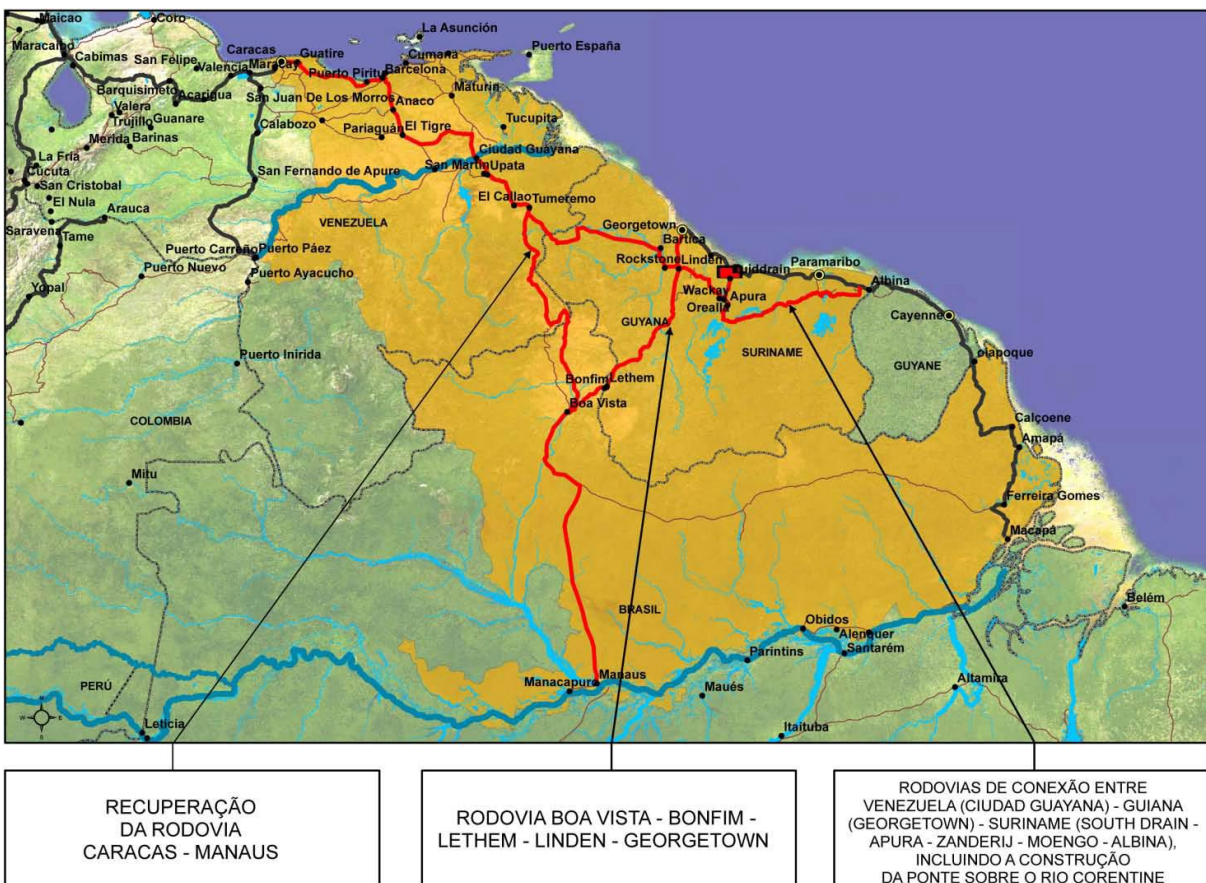 Maicao
Coro
La Asunción
Maracaibo
Caracas
Guatire
Cumaná
Puerto España
Cabimas
San Felipe
Valencia
Maracay
Puerto Piritu
Barcelona
Barquisimeto
Acarigua
San Juan De Los Morros
Anaco
Maturin
Valera
Trujillo
Guanare
Calabozo
Pariaguán
El Tigre
Tucupita
Merida
Barinas
La Fria
Ciudad Guayana
Cucuta
San Fernando de Apure
San Martin
Upata
San Cristobal
El Nula
Arauca
El Callao
Tumeremo
Saravena
VENEZUELA
Georgetown
Tame
Puerto Carreño
Puerto Páez
Bartica
Puerto Nuevo
Puerto Ayacucho
Rockstone
Linden
Paramaribo
Yopal
Wackay
Apura
Albina
Orealla
Cayenne
GUYANA
Puerto Inirida
SURINAME
GUYANE
oiapoque
Bonfim
Lethem
Boa Vista
COLOMBIA
Calçoene
Amapá
Mitu
Ferreira Gomes
Macapá
BRASIL
Belém
Obidos
Alenquer
Santarém
Parintins
PERÚ
Manacapuru
Manaus
Maués
Altamira
N
W
E
S
Leticia
Itaituba
RECUPERAÇÃO
DA RODOVIA
CARACAS - MANAUS
RODOVIA BOA VISTA - BONFIM -
LETHEM - LINDEN - GEORGETOWN
RODOVIAS DE CONEXÃO ENTRE
VENEZUELA (CIUDAD GUAYANA) - GUIANA
(GEORGETOWN) - SURINAME (SOUTH DRAIN -
APURA - ZANDERIJ - MOENGO - ALBINA),
INCLUINDO A CONSTRUÇÃO
DA PONTE SOBRE O RIO CORENTINE